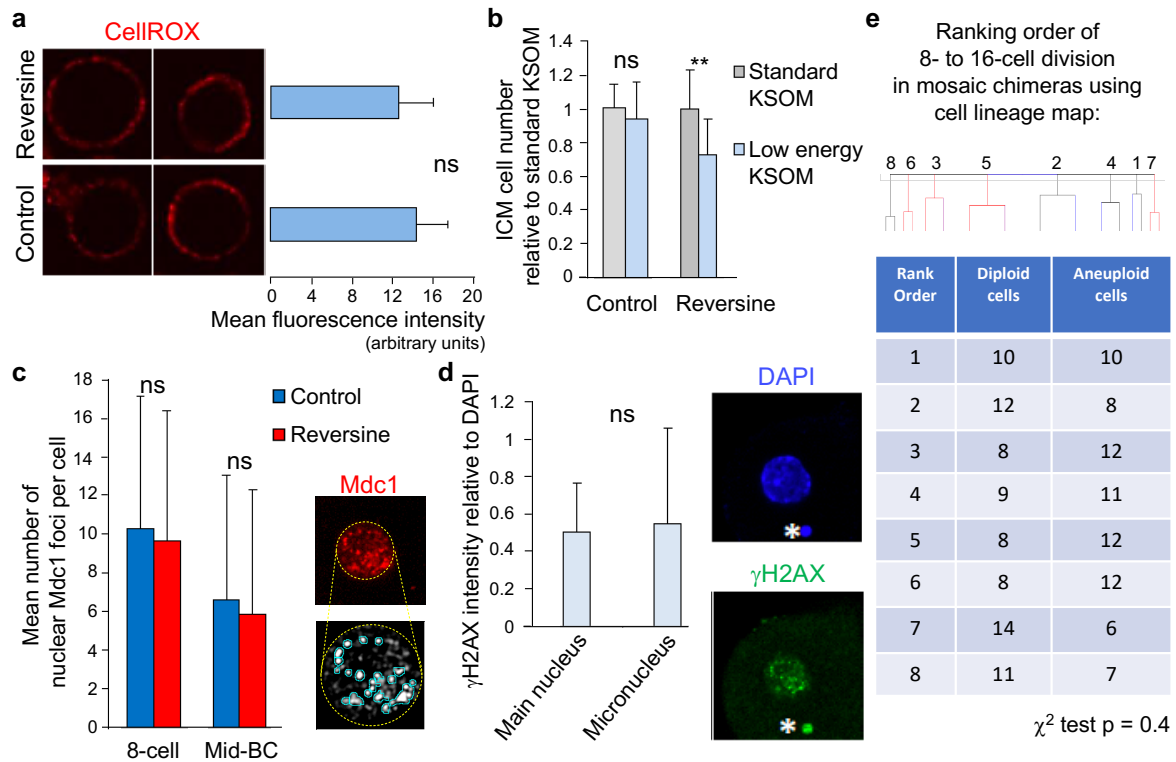 a
CellROX
Reversine
Control
ns
0 4 8 12 16 20
Mean fluorescence intensity
(arbitrary units)
b
ICM cell number
relative to standard KSOM
1.4
1.2
1
0.8
0.6
0.4
0.2
0
ns
**
Control Reversine
Standard
KSOM
Low energy
KSOM
c
Mean number of
nuclear Mdc1 foci per cell
18
16
14
12
10
8
6
4
2
0
ns
ns
8-cell Mid-BC
Control
Reversine
Mdc1
d
γH2AX intensity relative to DAPI
1.2
1
0.8
0.6
0.4
0.2
0
ns
Main nucleus
Micronucleus
DAPI
*
γH2AX
*
e
Ranking order of
8- to 16-cell division
in mosaic chimeras using
cell lineage map:
8 6 3 5 2 4 1 7
Rank Order Diploid cells Aneuploid cells
1 10 10
2 12 8
3 8 12
4 9 11
5 8 12
6 8 12
7 14 6
8 11 7
χ² test p = 0.4